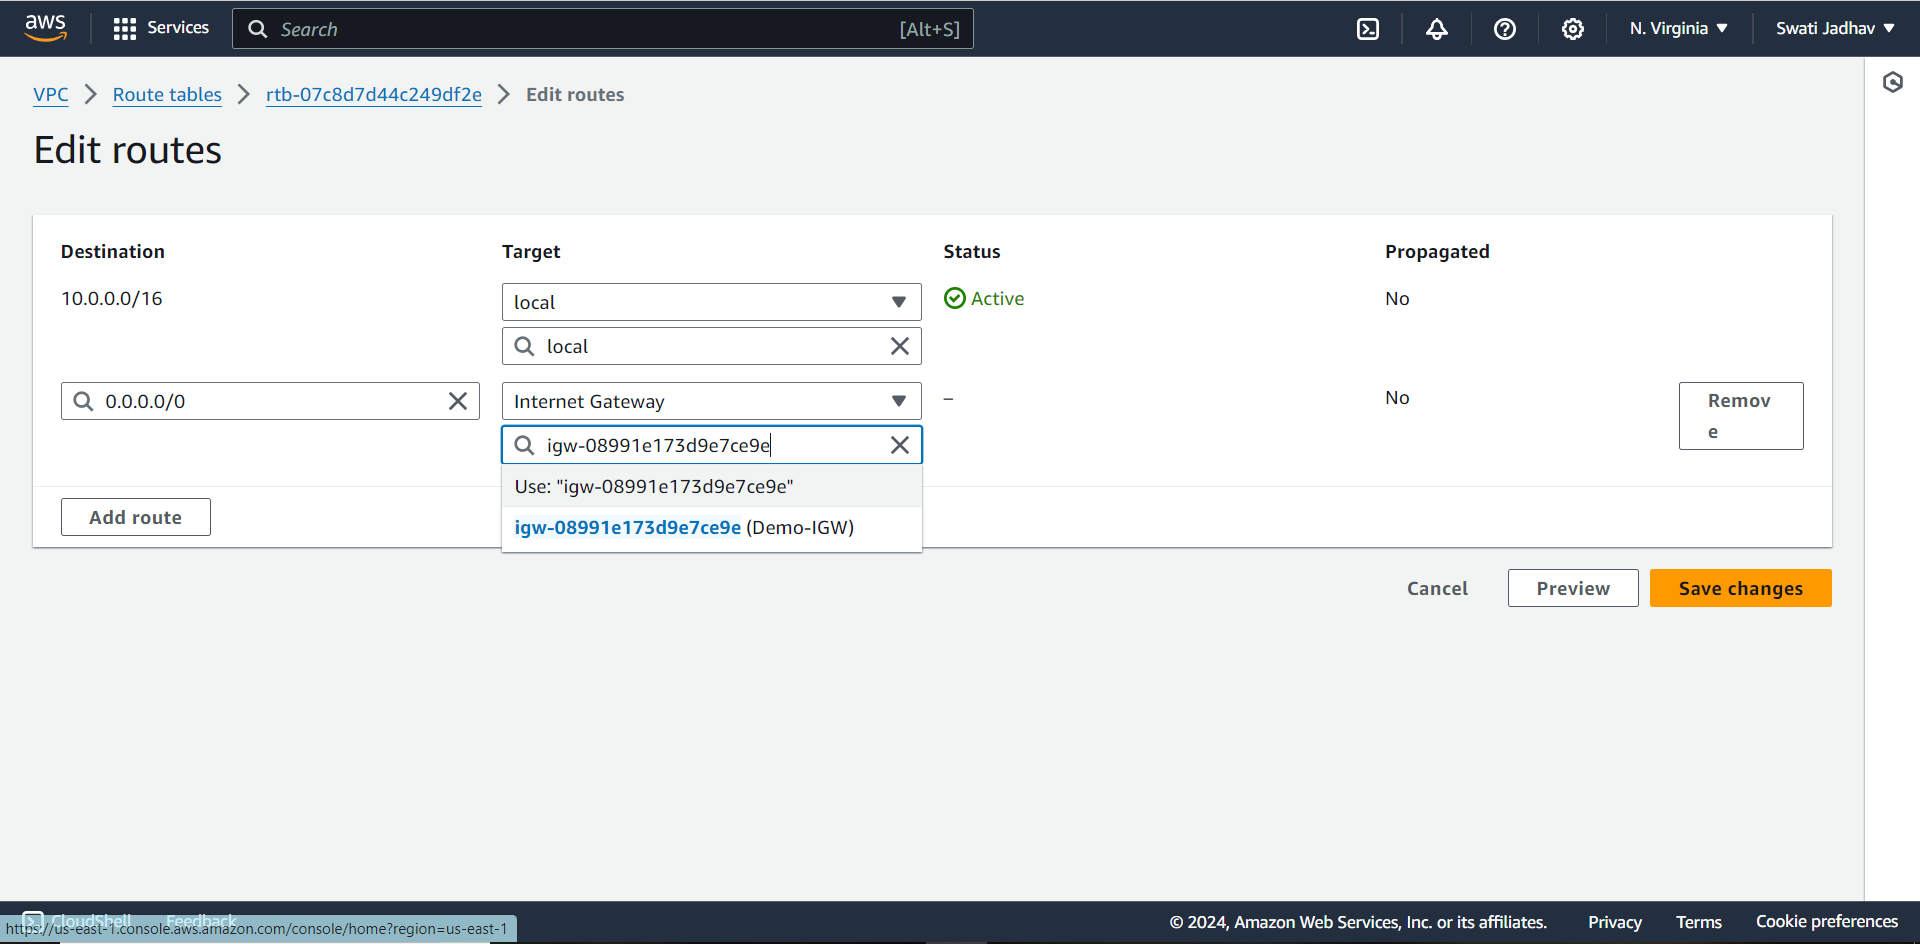 aws
Services
Search
[Alt+S]
N. Virginia
Swati Jadhav
VPC
Route tables
rtb-07c8d7d44c249df2e
Edit routes
Edit routes
Destination
Target
Status
Propagated
10.0.0.0/16
local
Active
No
local
0.0.0.0/0
Internet Gateway
–
No
Remov
e
igw-08991e173d9e7ce9e
Use: "igw-08991e173d9e7ce9e"
igw-08991e173d9e7ce9e (Demo-IGW)
Add route
Cancel
Preview
Save changes
CloudShell
Feedback
https://us-east-1.console.aws.amazon.com/console/home?region=us-east-1
© 2024, Amazon Web Services, Inc. or its affiliates.
Privacy
Terms
Cookie preferences